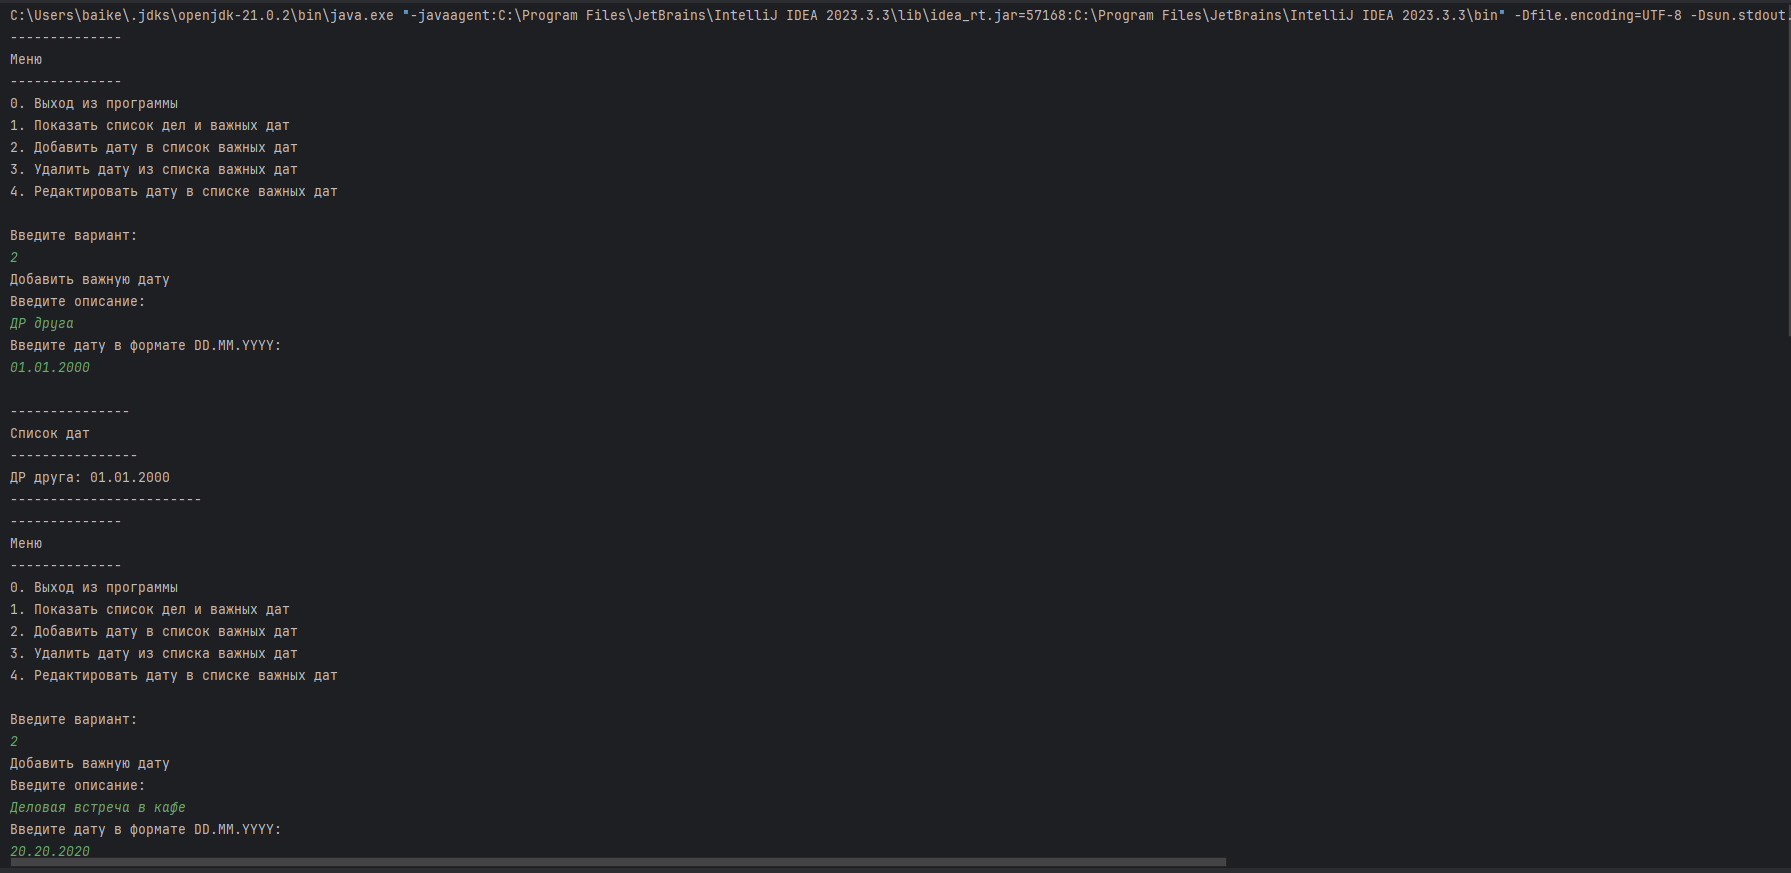 C:\Users\baike\.jdks\openjdk-21.0.2\bin\java.exe "-javaagent:C:\Program Files\JetBrains\IntelliJ IDEA 2023.3.3\lib\idea_rt.jar=57168:C:\Program Files\JetBrains\IntelliJ IDEA 2023.3.3\bin" -Dfile.encoding=UTF-8 -Dsun.stdout.
--------------
Меню
--------------
0. Выход из программы
1. Показать список дел и важных дат
2. Добавить дату в список важных дат
3. Удалить дату из списка важных дат
4. Редактировать дату в списке важных дат
Введите вариант:
2
Добавить важную дату
Введите описание:
ДР друга
Введите дату в формате DD.MM.YYYY:
01.01.2000
---------------
Список дат
----------------
ДР друга: 01.01.2000
------------------------
--------------
Меню
--------------
0. Выход из программы
1. Показать список дел и важных дат
2. Добавить дату в список важных дат
3. Удалить дату из списка важных дат
4. Редактировать дату в списке важных дат
Введите вариант:
2
Добавить важную дату
Введите описание:
Деловая встреча в кафе
Введите дату в формате DD.MM.YYYY:
20.20.2020